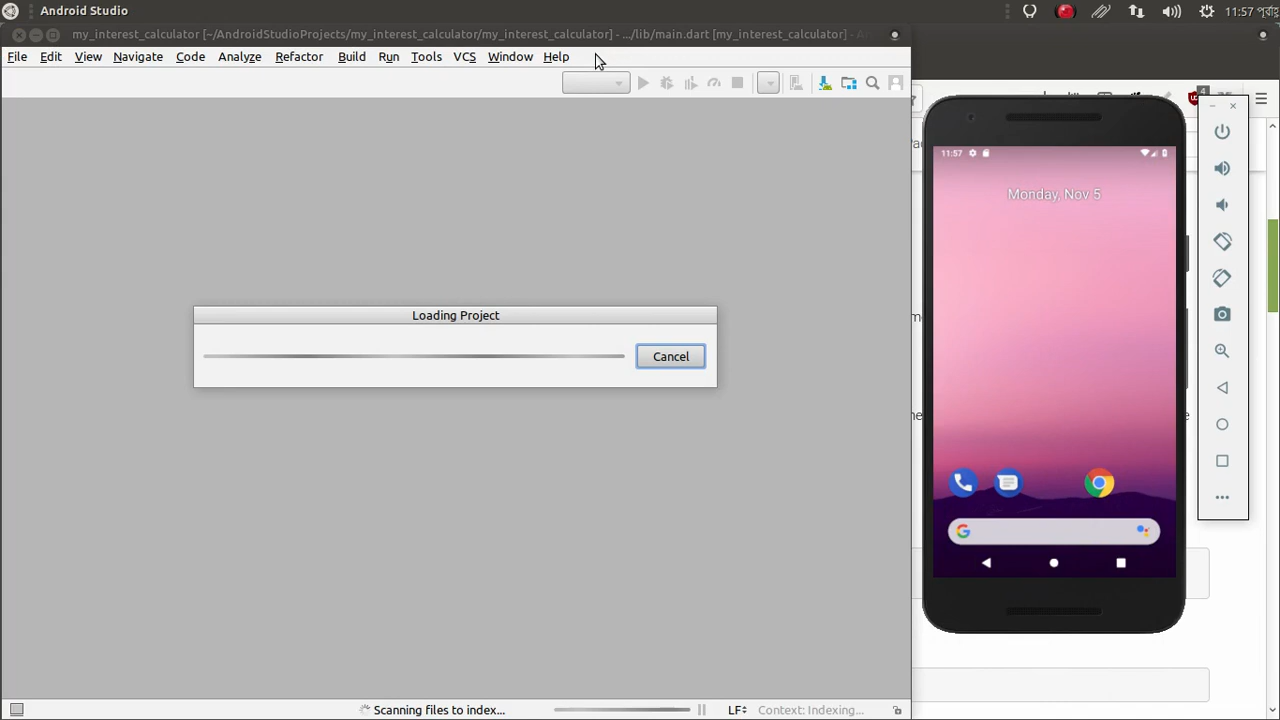 Android Studio
11:57
my_interest_calculator [~/AndroidStudioProjects/my_interest_calculator/my_interest_calculator] - .../lib/main.dart [my_interest_calculator] - A
File Edit View Navigate Code Analyze Refactor Build Run Tools VCS Window Help
4
11:57
Monday, Nov 5
Loading Project
Cancel
Scanning files to index...
LF
Context: Indexing...